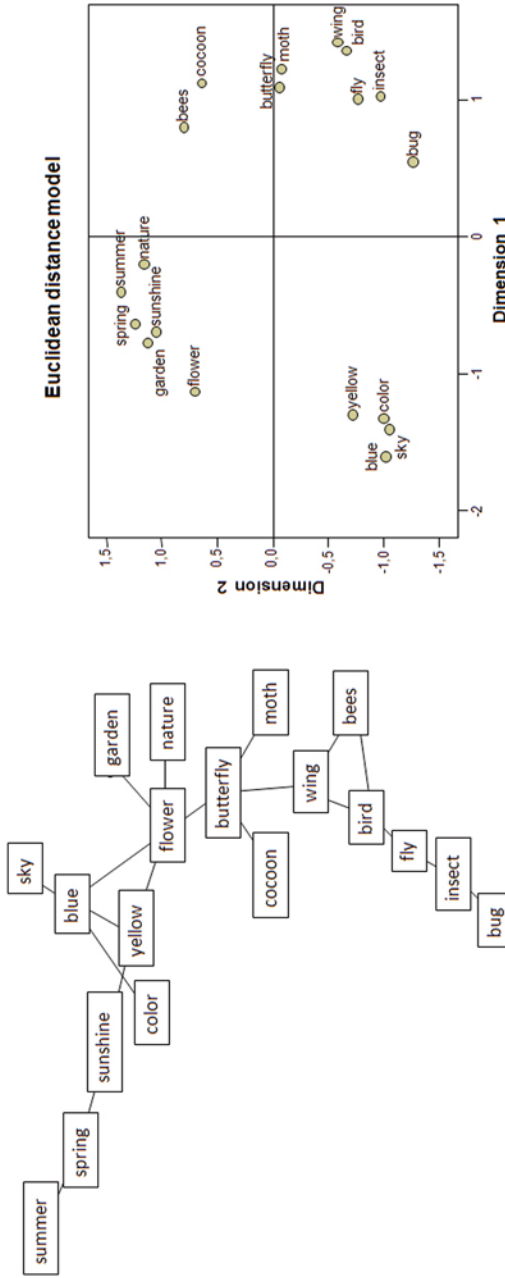 sky
blue
garden
summer
spring
sunshine
yellow
flower
nature
color
butterfly
moth
cocoon
wing
bees
bird
fly
insect
bug
Euclidean distance model
Dimension 2
1,5
1,0
0,5
0,0
-0,5
-1,0
-2
-1
0
1
Dimension 1
summer
nature
spring
sunshine
garden
flower
bees
cocoon
butterfly
moth
wing
bird
fly
insect
bug
yellow
color
blue
sky